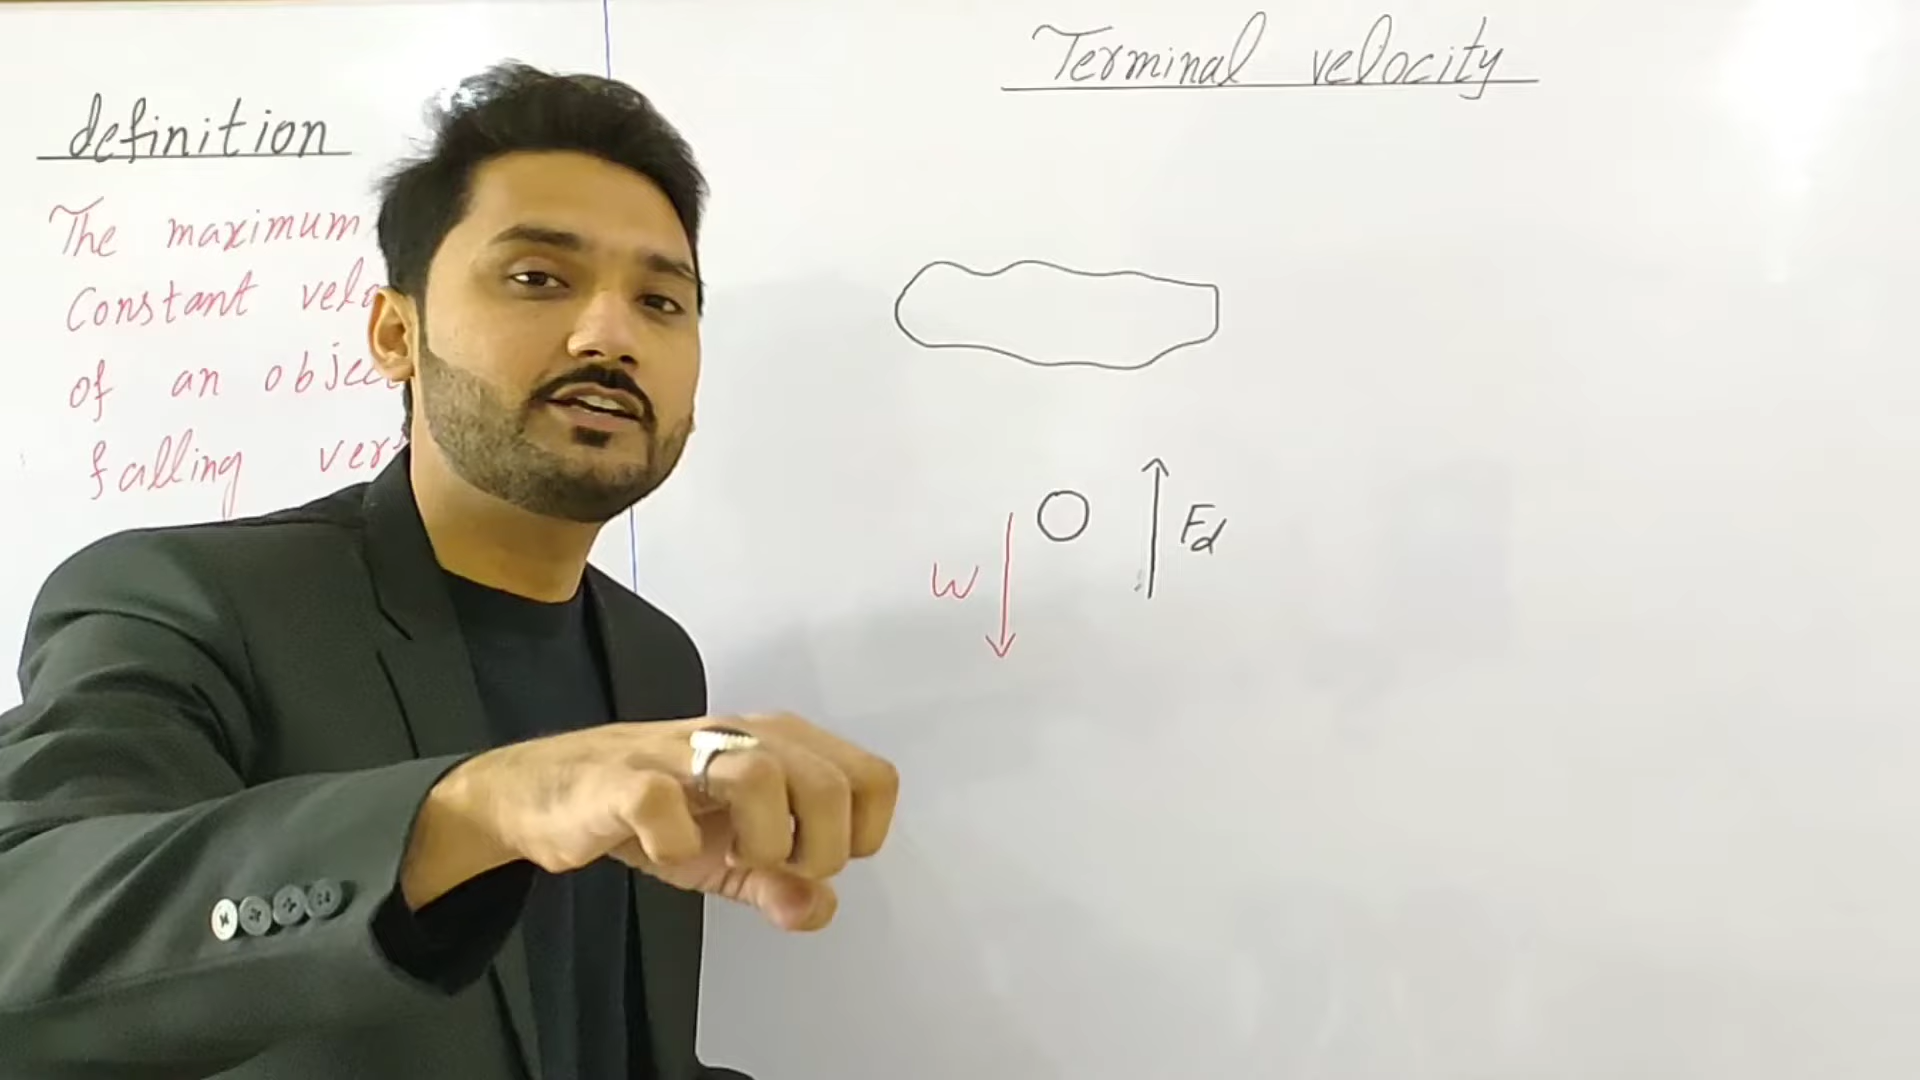 Terminal velocity
definition
The maximum
Constant
of an
falling
W
Fd